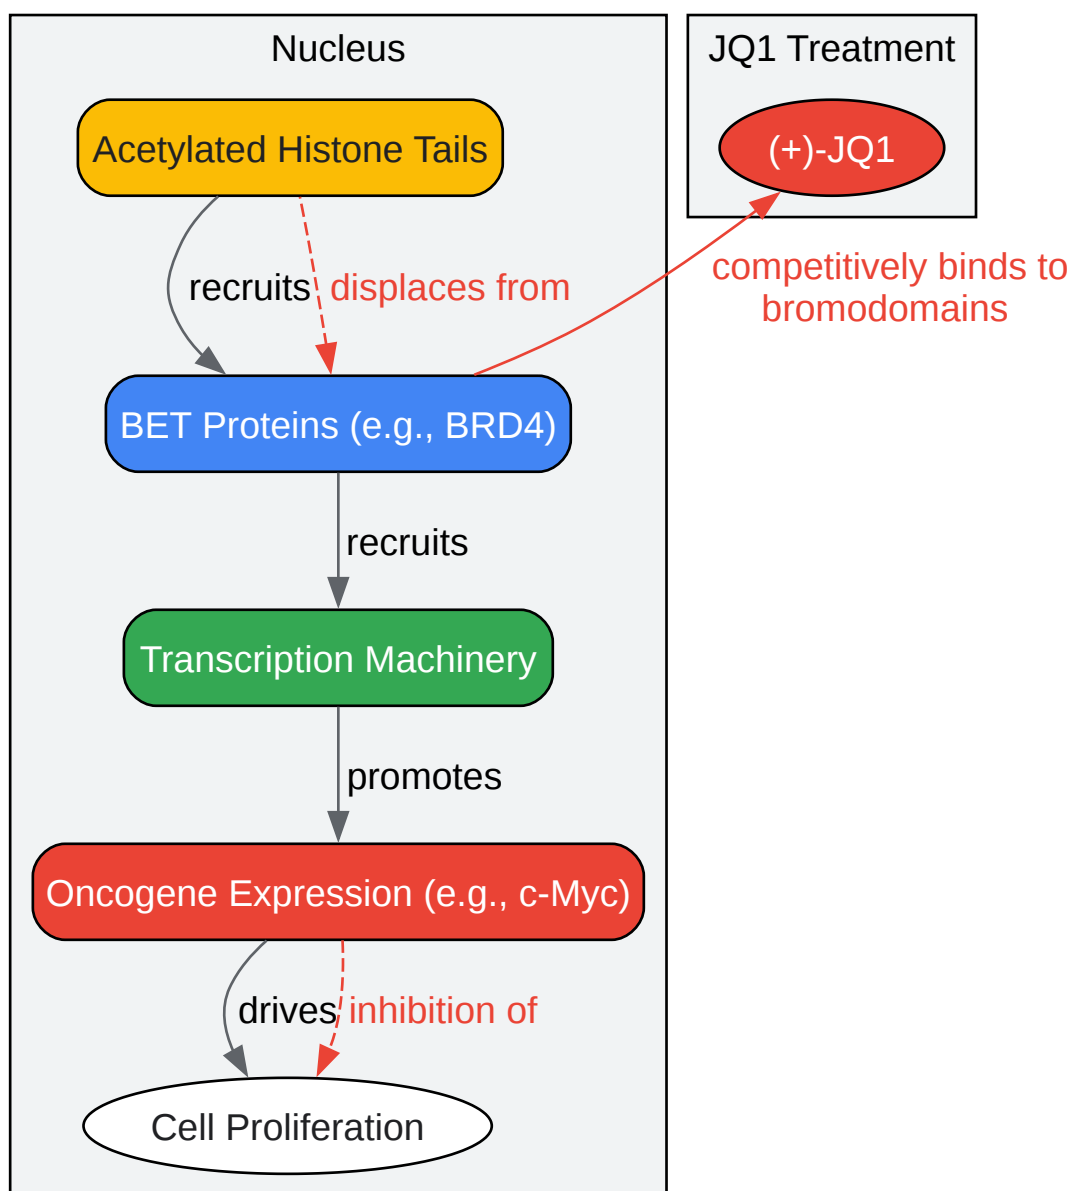 Nucleus
JQ1 Treatment
Acetylated Histone Tails
(+)-JQ1
recruits
displaces from
competitively binds to
bromodomains
BET Proteins (e.g., BRD4)
recruits
Transcription Machinery
promotes
Oncogene Expression (e.g., c-Myc)
drives
inhibition of
Cell Proliferation